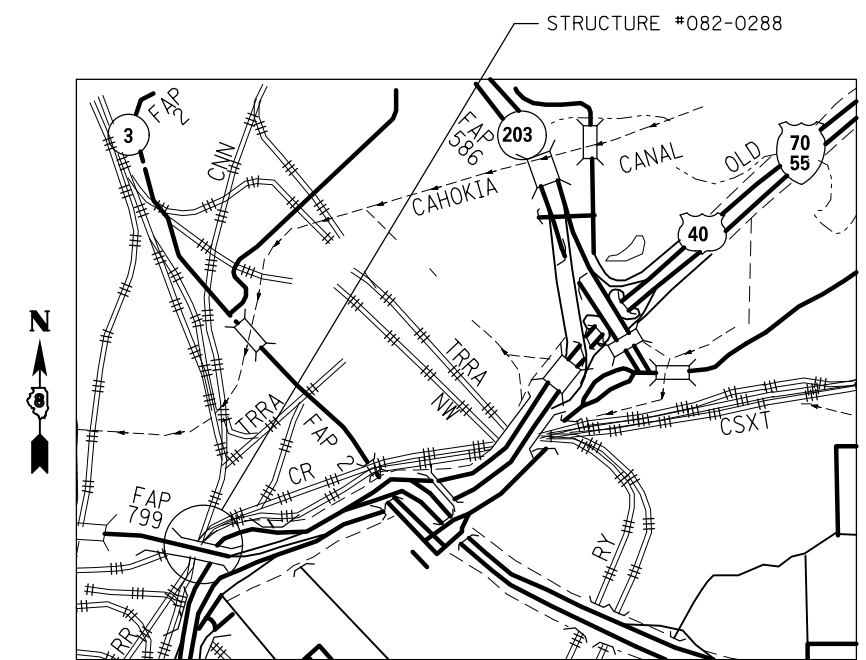 STRUCTURE #082-0288
3
FAP
2
CNN
FAP
586
203
CANAL
OLD
70
55
CAHOKIA
40
N
8
TRRA
NW
TRRA
FAP 2
CR
CSXT
FAP
799
RY
RR